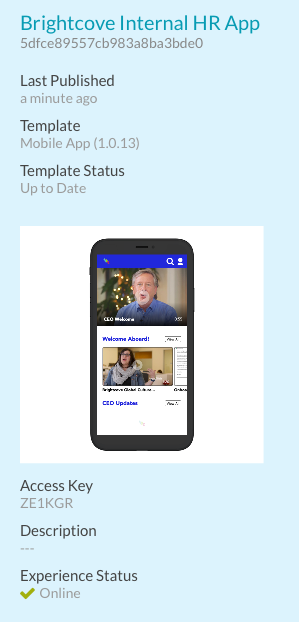 Brightcove Internal HR App
5dfce89557cb983a8ba3bde0
Last Published
a minute ago
Template
Mobile App (1.0.13)
Template Status
Up to Date
CEO Welcome
Welcome Aboard!
View All
Brightcove Global Culture ...
CEO Updates
Access Key
ZE1KGR
Description
---
Experience Status
Online